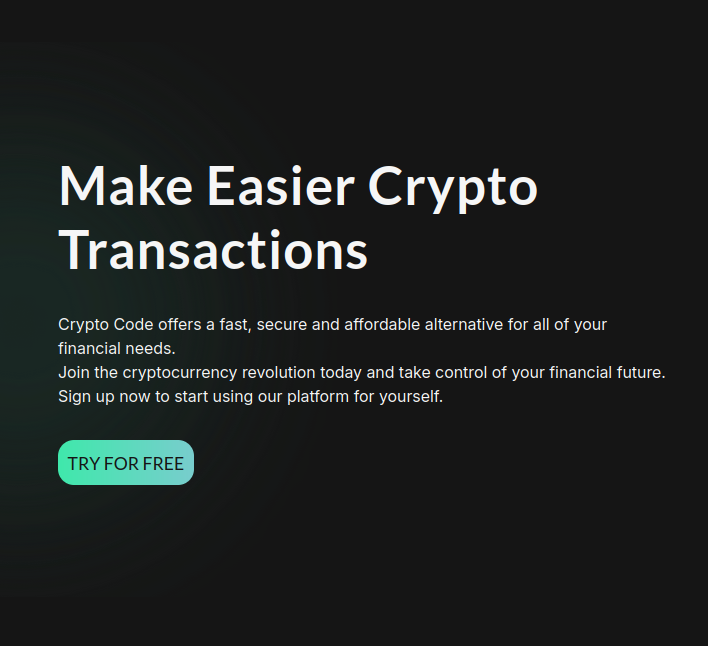 Make Easier Crypto
Transactions
Crypto Code offers a fast, secure and affordable alternative for all of your
financial needs.
Join the cryptocurrency revolution today and take control of your financial future.
Sign up now to start using our platform for yourself.
TRY FOR FREE